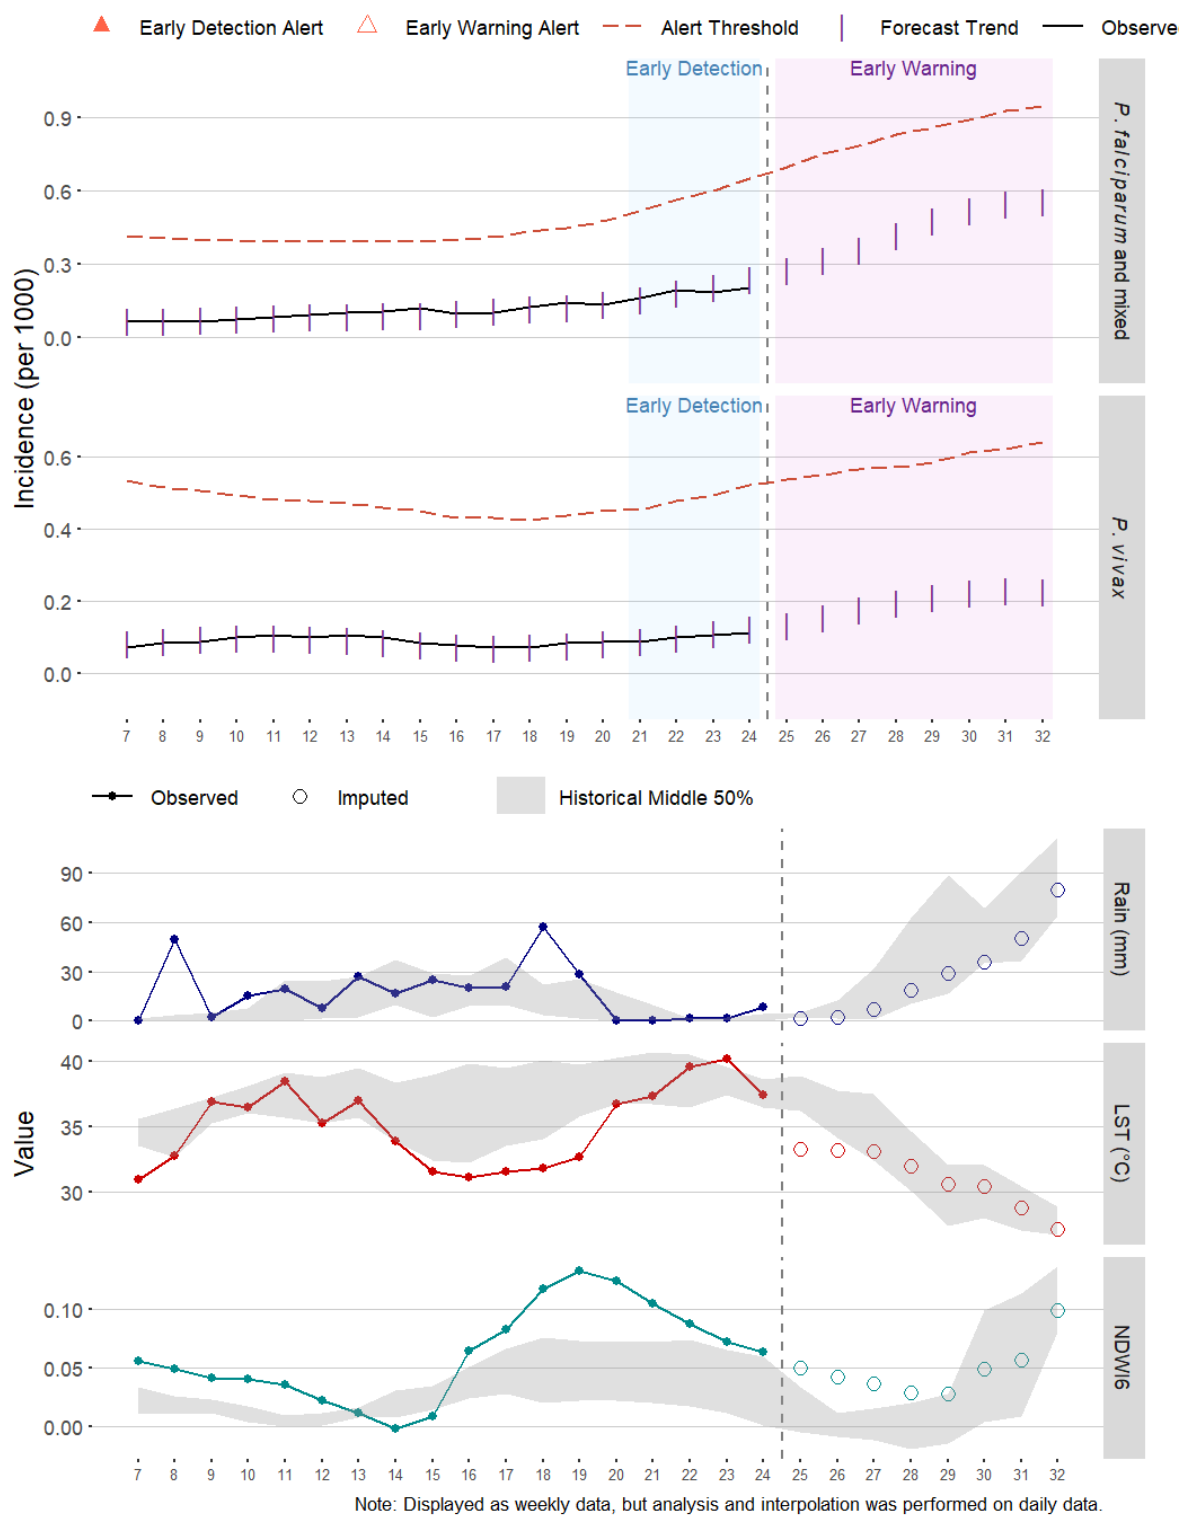 Early Detection Alert Early Warning Alert Alert Threshold Forecast Trend Observe
Early Detection Early Warning
0.9
0.6
0.3
0.0
P. falciparum and mixed
Incidence (per 1000)
Early Detection Early Warning
0.6
0.4
0.2
0.0
P. vivax
7 8 9 10 11 12 13 14 15 16 17 18 19 20 21 22 23 24 25 26 27 28 29 30 31 32
Observed Imputed Historical Middle 50%
90
60
30
0
Rain (mm)
40
35
30
LST (°C)
Value
0.10
0.05
0.00
NDWI6
7 8 9 10 11 12 13 14 15 16 17 18 19 20 21 22 23 24 25 26 27 28 29 30 31 32
Note: Displayed as weekly data, but analysis and interpolation was performed on daily data.